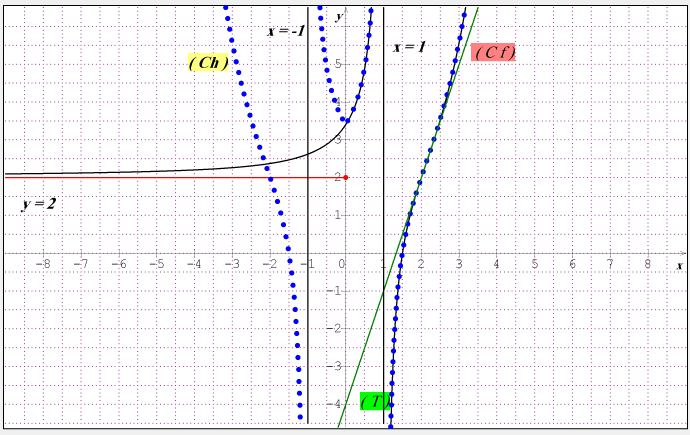 y
x = -1
x = 1
( Cf )
( Ch )
5
4
3
2
1
y = 2
-8 -7 -6 -5 -4 -3 -2 -1 0 1 2 3 4 5 6 7 8
x
-1
-2
-3
-4
( T )